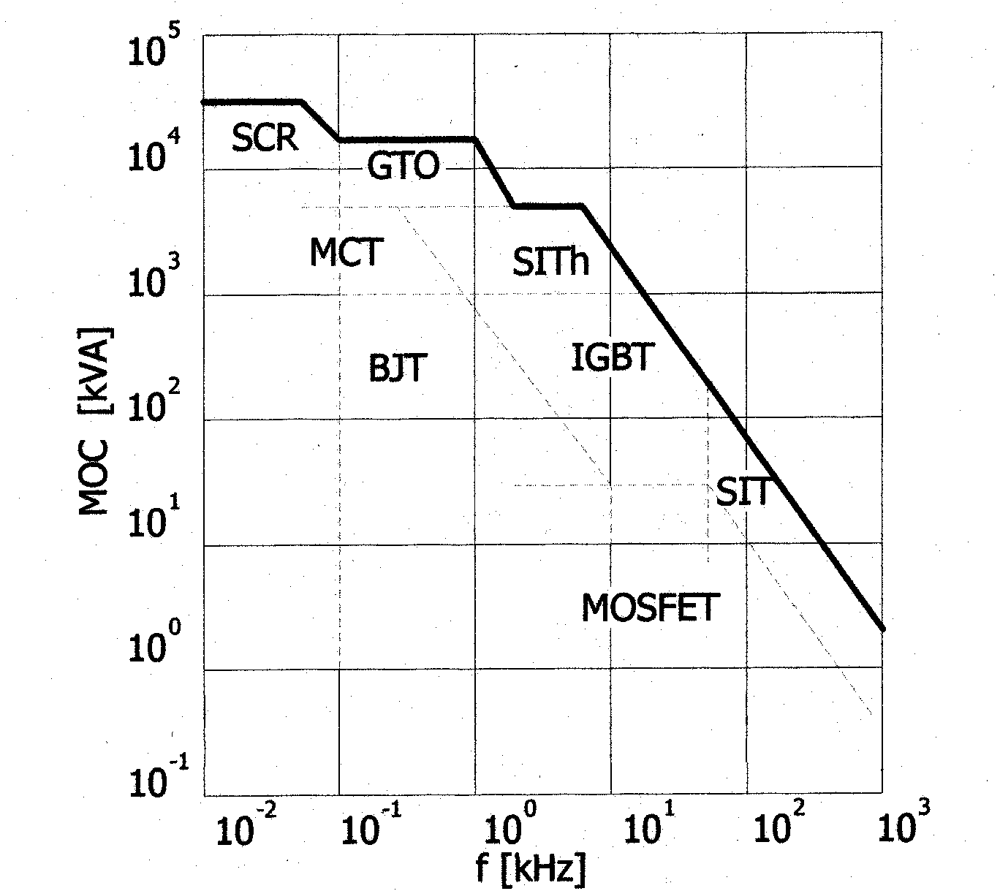 10^5
SCR
10^4
GTO
MCT
SITh
10^3
IGBT
BJT
10^2
MOC [kVA]
SIT
10^1
MOSFET
10^0
10^-1
10^-2 10^-1 10^0 10^1 10^2 10^3
f [kHz]